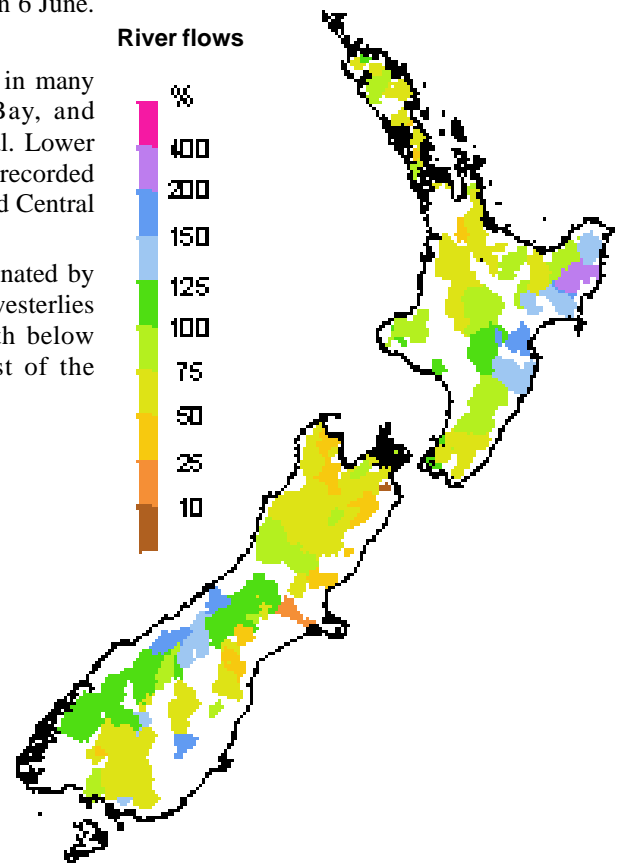 n 6 June.
River flows
in many
Bay, and
l. Lower
recorded
d Central
nated by
vesterlies
th below
st of the
%
400
200
150
125
100
75
50
25
10